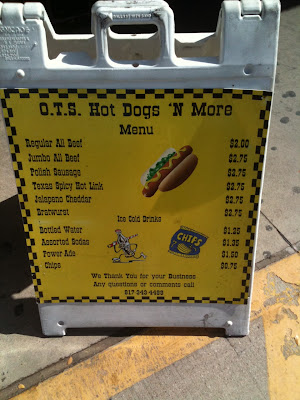 O.T.S. Hot Dogs 'N More
Menu
Regular All Beef $2.00
Jumbo All Beef $2.75
Polish Sausage $2.75
Texas Spicy Hot Link $2.75
Jalapeno Cheddar $2.75
Bratwurst $2.75
Ice Cold Drinks
Bottled Water $1.25
Assorted Sodas $1.35
Power-Ade $1.50
Chips $0.75
CHIPS
We Thank You for your Business
Any questions or comments call